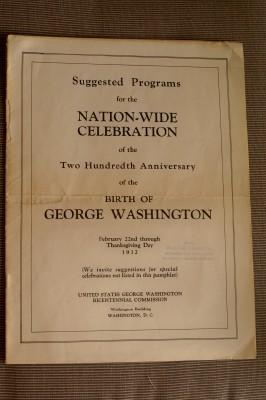 Suggested Programs
for the
NATION-WIDE
CELEBRATION
of the
Two Hundredth Anniversary
of the
BIRTH OF
GEORGE WASHINGTON
February 22nd through
Thanksgiving Day
1932
(We invite suggestions for special
celebrations not listed in this pamphlet)
UNITED STATES GEORGE WASHINGTON
BICENTENNIAL COMMISSION
Washington Building
WASHINGTON, D. C.